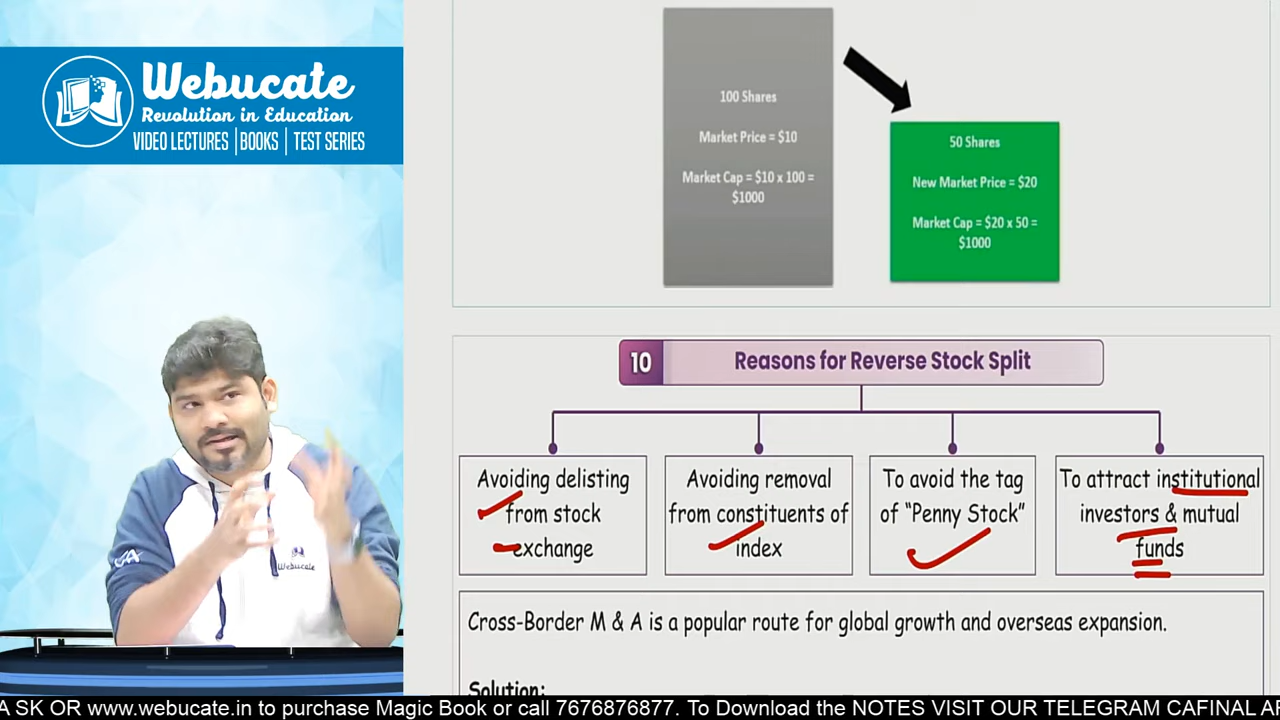 Webucate
Revolution in Education
VIDEO LECTURES | BOOKS | TEST SERIES
100 Shares
Market Price = $10
Market Cap = $10 x 100 =
$1000
50 Shares
New Market Price = $20
Market Cap = $20 x 50 =
$1000
10 Reasons for Reverse Stock Split
Avoiding delisting
from stock
exchange
Avoiding removal
from constituents of
index
To avoid the tag
of “Penny Stock”
To attract institutional
investors & mutual
funds
Cross-Border M & A is a popular route for global growth and overseas expansion.
Solution:
CA
Webucate
A SK OR www.webucate.in to purchase Magic Book or call 7676876877. To Download the NOTES VISIT OUR TELEGRAM CAFINAL